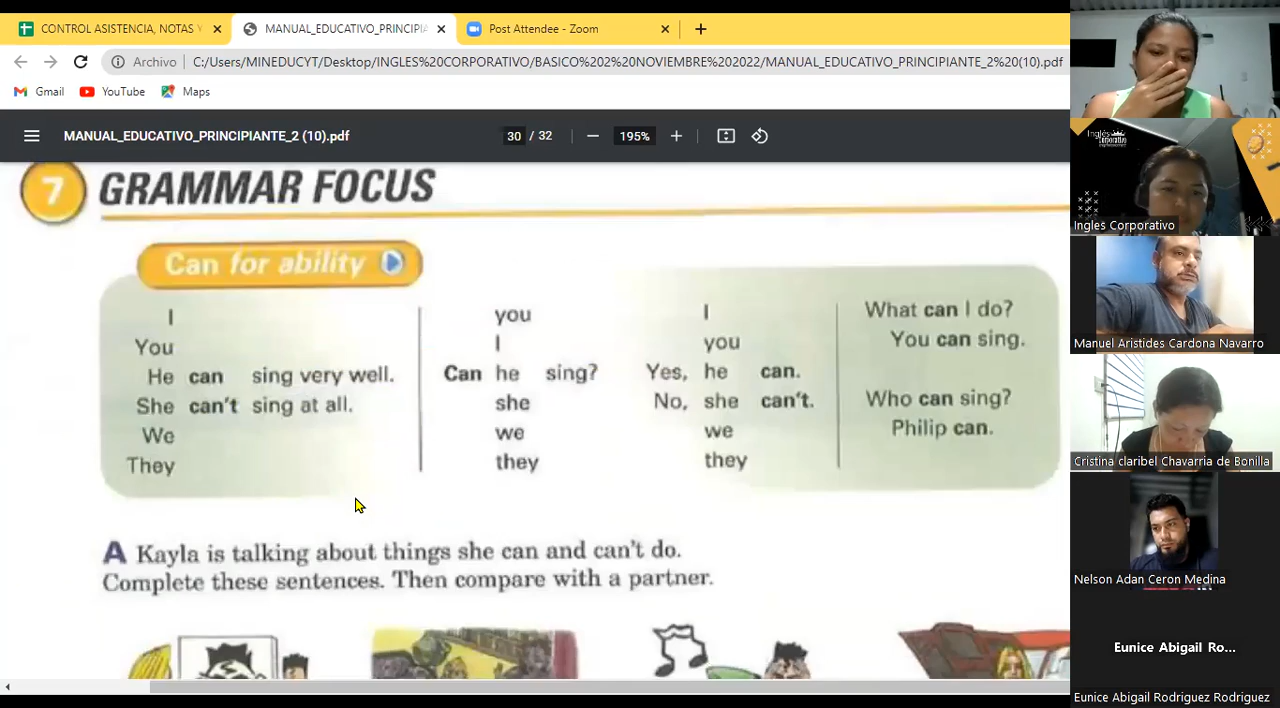 CONTROL ASISTENCIA, NOTAS Y
MANUAL_EDUCATIVO_PRINCIPIA
Post Attendee - Zoom
Archivo
C:/Users/MINEDUCYT/Desktop/INGLES%20CORPORATIVO/BASICO%202%20NOVIEMBRE%202022/MANUAL_EDUCATIVO_PRINCIPIANTE_2%20(10).pdf
Gmail
YouTube
Maps
MANUAL_EDUCATIVO_PRINCIPIANTE_2 (10).pdf
30 / 32
195%
7 GRAMMAR FOCUS
Can for ability
I
You
He can sing very well.
She can't sing at all.
We
They
you
I
Can he sing?
she
we
they
I
you
Yes, he can.
No, she can't.
we
they
What can I do?
You can sing.
Who can sing?
Philip can.
A Kayla is talking about things she can and can't do.
Complete these sentences. Then compare with a partner.
Inglés
Corporativo
Ingles Corporativo
Manuel Aristides Cardona Navarro
Cristina claribel Chavarria de Bonilla
Nelson Adan Ceron Medina
Eunice Abigail Ro...
Eunice Abigail Rodriguez Rodriguez